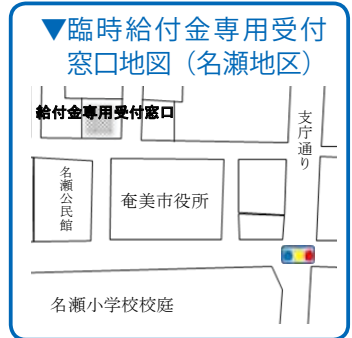 ▼臨時給付金専用受付
窓口地図（名瀬地区）
給付金専用受付窓口
支庁通り
名瀬公民館
奄美市役所
名瀬小学校校庭